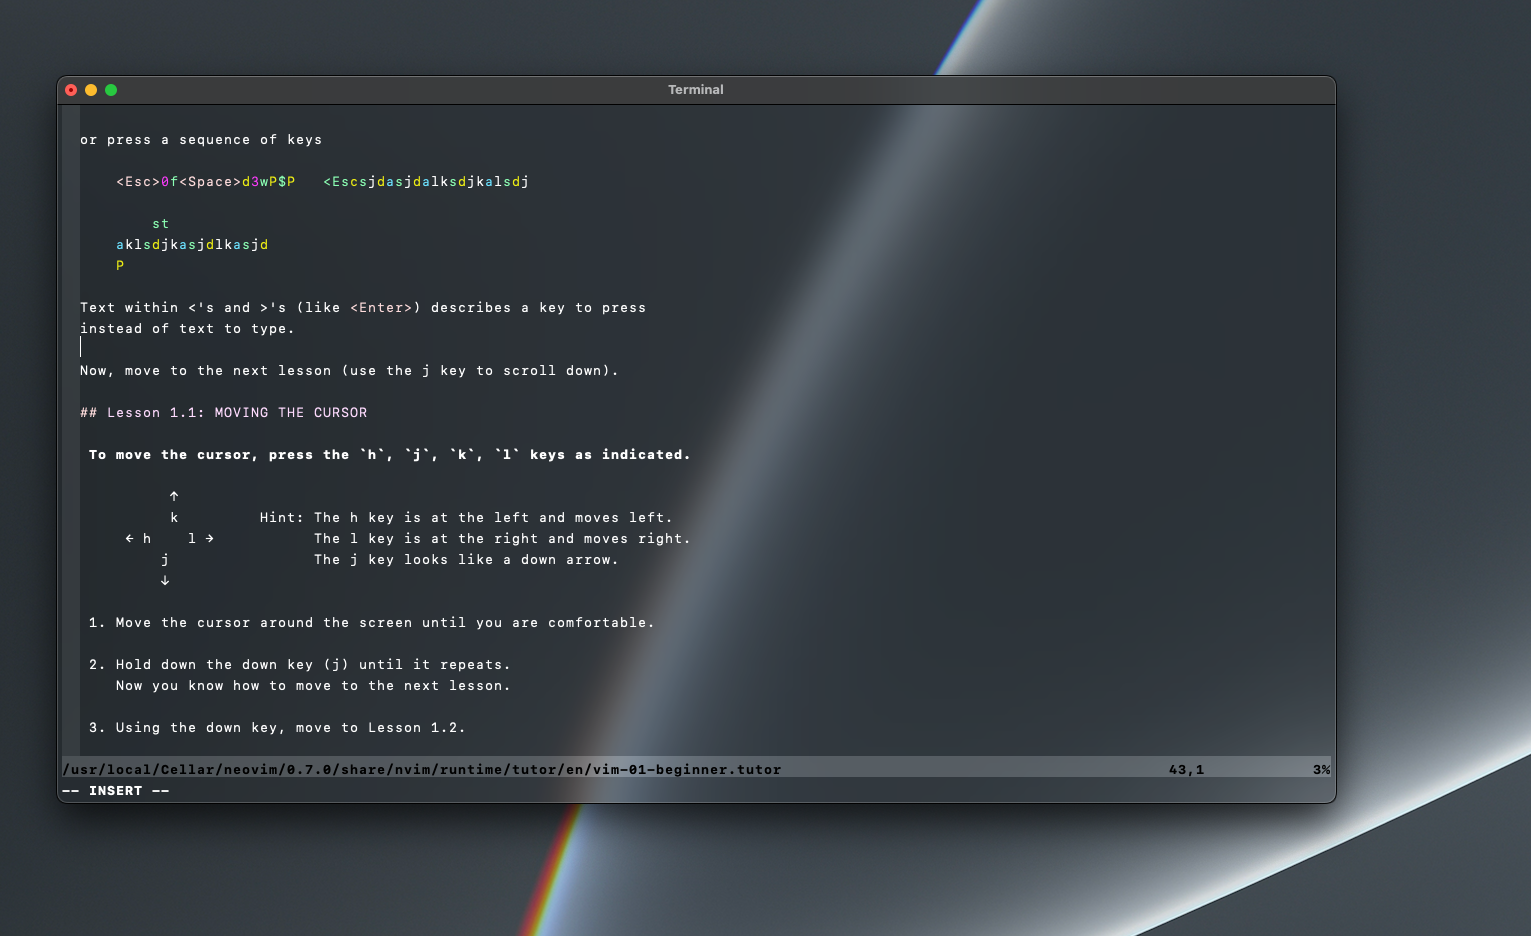 Terminal
or press a sequence of keys
<Esc>0f<Space>d3wP$P   <Escsjdasjdalksdjkalsdj
st
aklsdjkasjdlkasjd
P
Text within <'s and >'s (like <Enter>) describes a key to press
instead of text to type.
Now, move to the next lesson (use the j key to scroll down).
## Lesson 1.1: MOVING THE CURSOR
To move the cursor, press the `h`, `j`, `k`, `l` keys as indicated.
↑
k         Hint: The h key is at the left and moves left.
← h    l →           The l key is at the right and moves right.
j                The j key looks like a down arrow.
↓
1. Move the cursor around the screen until you are comfortable.
2. Hold down the down key (j) until it repeats.
Now you know how to move to the next lesson.
3. Using the down key, move to Lesson 1.2.
/usr/local/Cellar/neovim/0.7.0/share/nvim/runtime/tutor/en/vim-01-beginner.tutor   43,1   3%
-- INSERT --